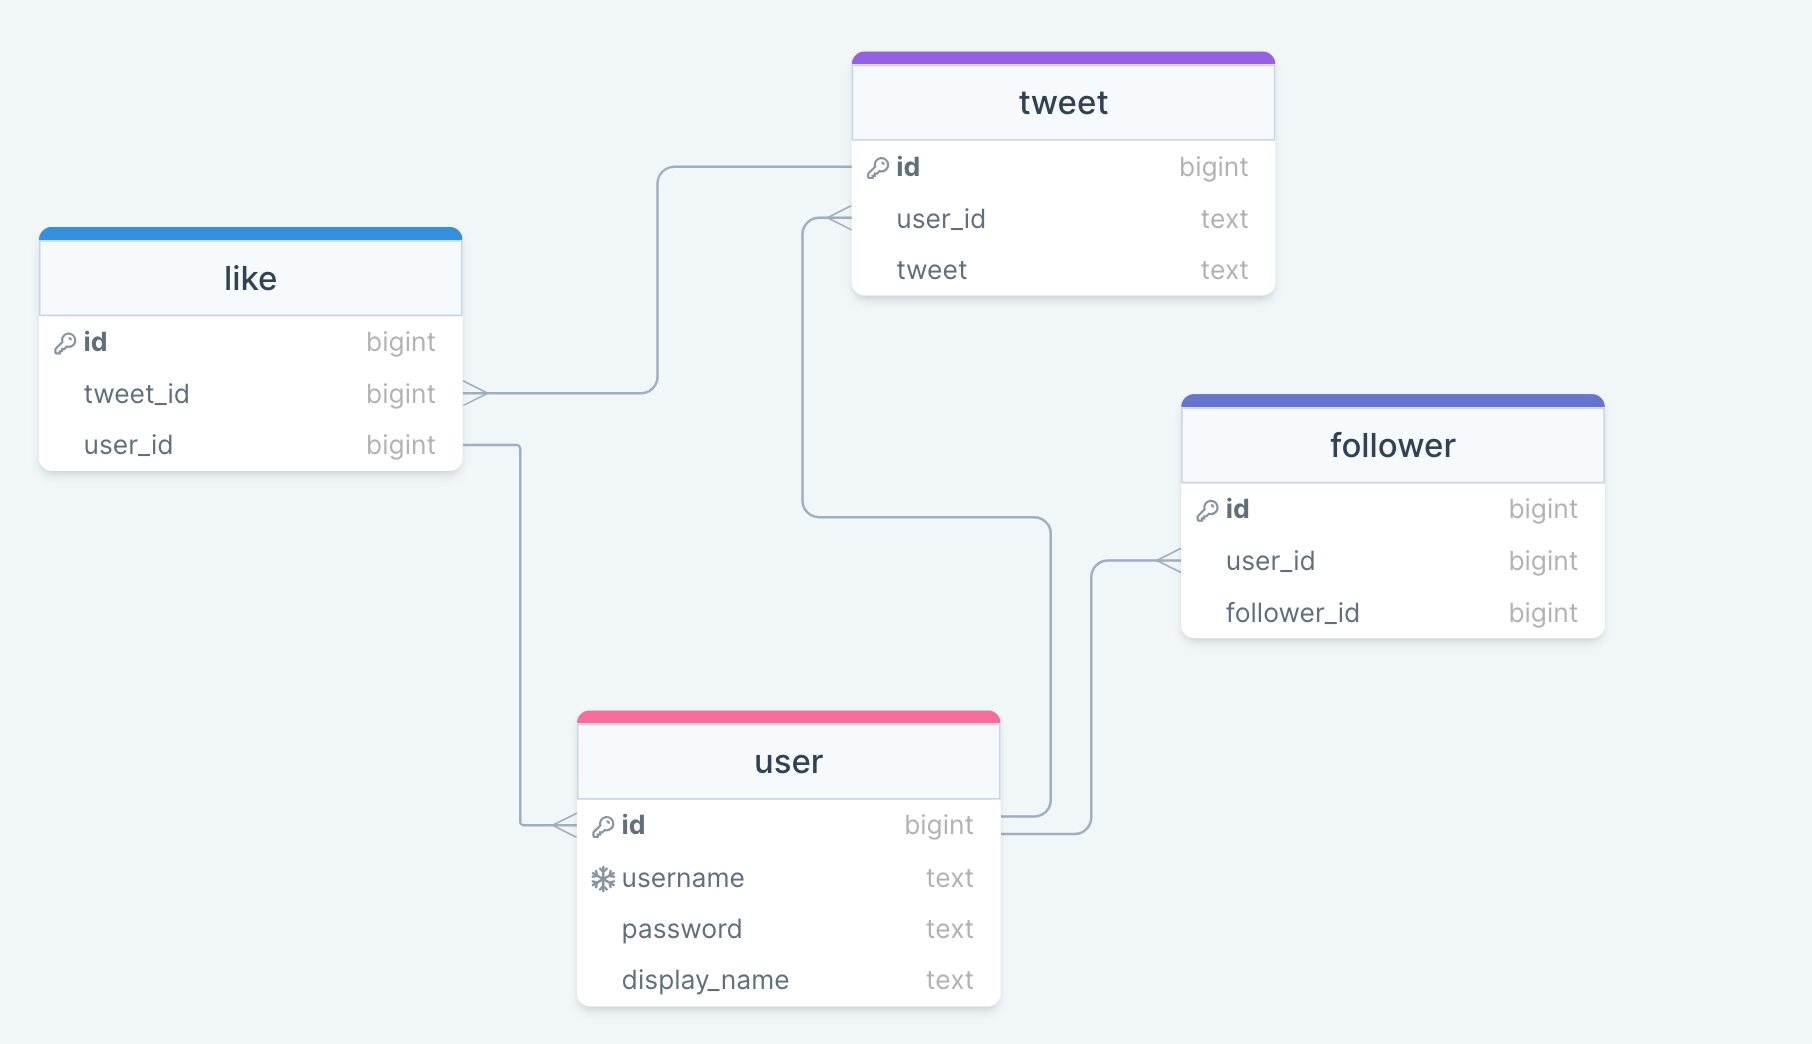 tweet
id bigint
user_id text
tweet text
like
id bigint
tweet_id bigint
user_id bigint
follower
id bigint
user_id bigint
follower_id bigint
user
id bigint
username text
password text
display_name text